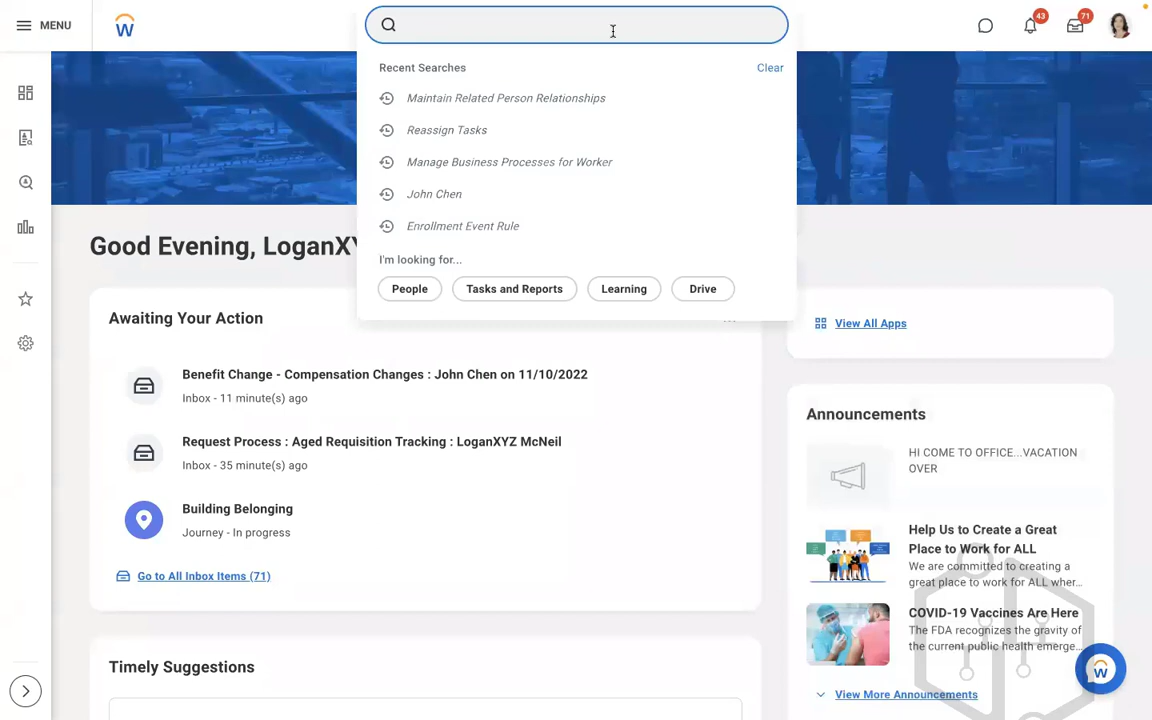 MENU
43
71
Recent Searches
Clear
Maintain Related Person Relationships
Reassign Tasks
Manage Business Processes for Worker
John Chen
Enrollment Event Rule
I'm looking for...
People
Tasks and Reports
Learning
Drive
Good Evening, LoganXY
Awaiting Your Action
Benefit Change - Compensation Changes : John Chen on 11/10/2022
Inbox - 11 minute(s) ago
Request Process : Aged Requisition Tracking : LoganXYZ McNeil
Inbox - 35 minute(s) ago
Building Belonging
Journey - In progress
Go to All Inbox Items (71)
Timely Suggestions
View All Apps
Announcements
HI COME TO OFFICE...VACATION
OVER
Help Us to Create a Great
Place to Work for ALL
We are committed to creating a
great place to work for ALL wher...
COVID-19 Vaccines Are Here
The FDA recognizes the gravity of
the current public health emerge...
View More Announcements